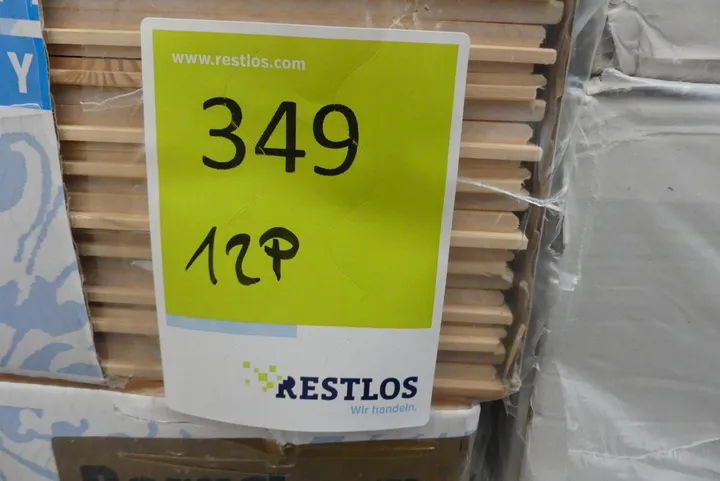 Y
www.restlos.com
349
12P
RESTLOS
Wir handeln.